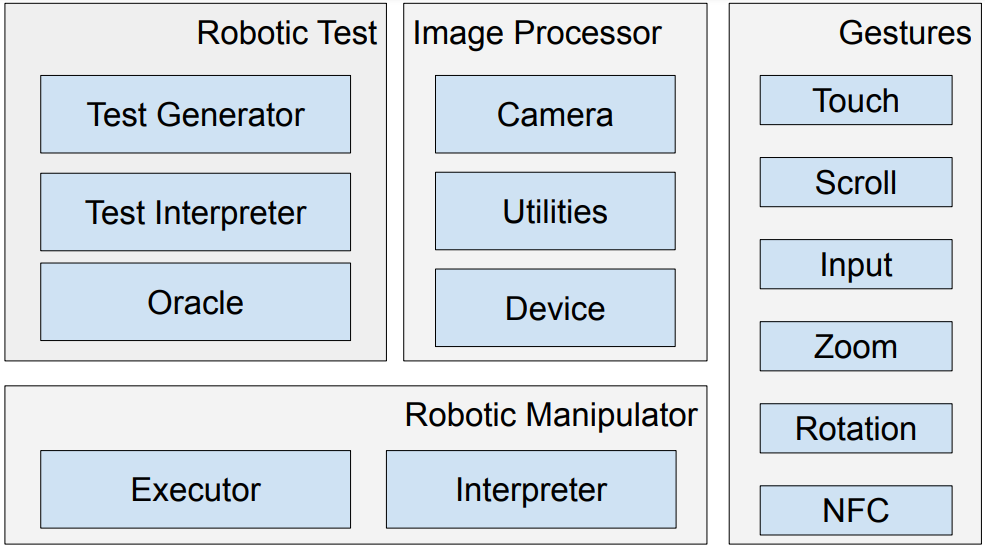 Robotic Test
Test Generator
Test Interpreter
Oracle
Image Processor
Camera
Utilities
Device
Gestures
Touch
Scroll
Input
Zoom
Rotation
NFC
Robotic Manipulator
Executor
Interpreter